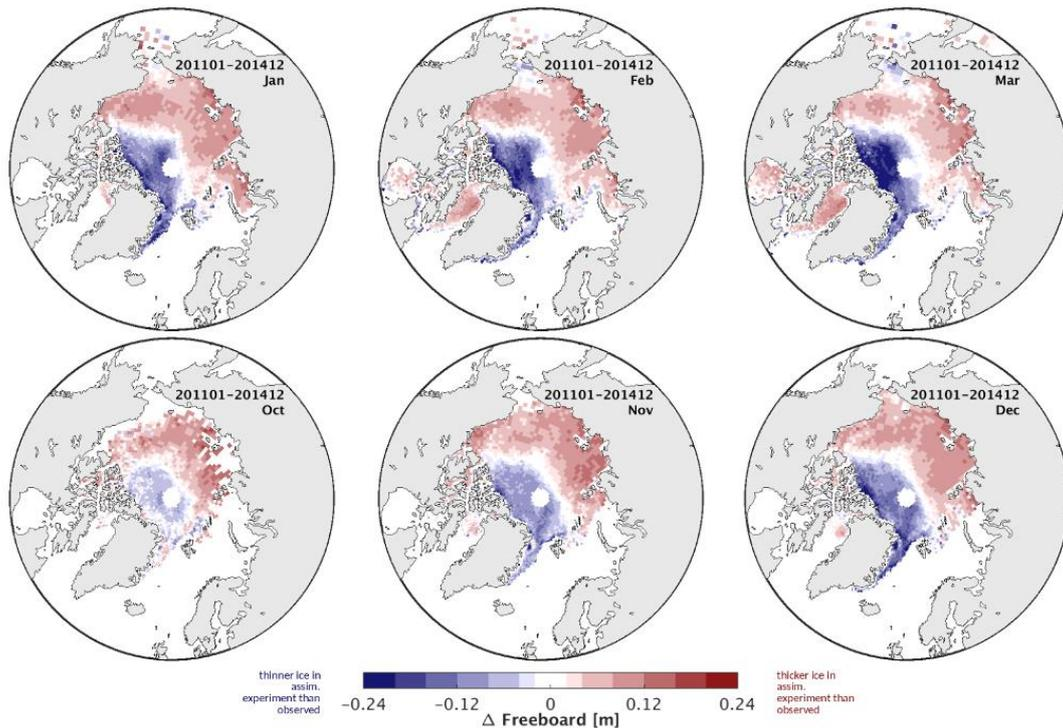 201101-201412
Jan
201101-201412
Feb
201101-201412
Mar
201101-201412
Oct
201101-201412
Nov
201101-201412
Dec
thinner ice in
assim.
experiment than
observed
−0.24 −0.12 0 0.12 0.24
Δ Freeboard [m]
thicker ice in
assim.
experiment than
observed